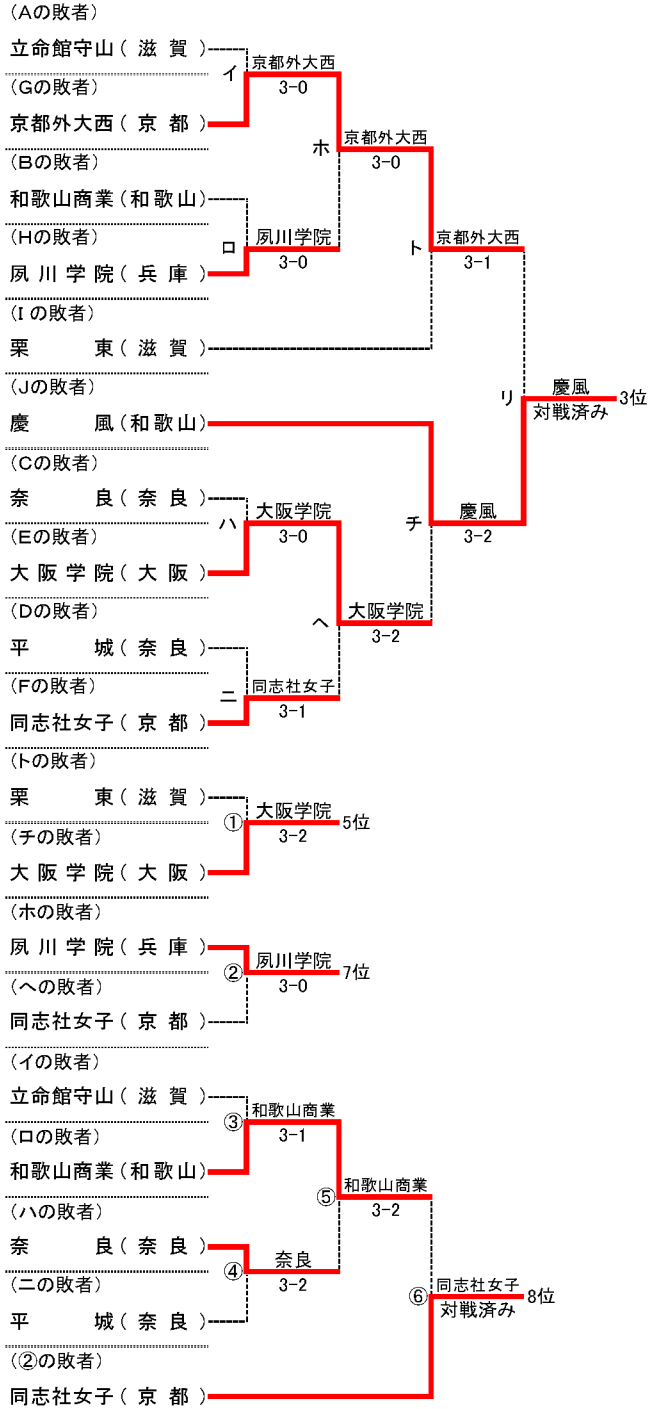 (Aの敗者)
立命館守山(滋賀)
イ
京都外大西
3-0
(Gの敗者)
京都外大西(京都)
ホ
京都外大西
3-0
(Bの敗者)
和歌山商業(和歌山)
ロ
夙川学院
3-0
(Hの敗者)
夙川学院(兵庫)
ト
京都外大西
3-1
(Iの敗者)
栗東(滋賀)
(Jの敗者)
慶風(和歌山)
リ
慶風
対戦済み
3位
(Cの敗者)
奈良(奈良)
ハ
大阪学院
3-0
(Eの敗者)
大阪学院(大阪)
チ
慶風
3-2
(Dの敗者)
平城(奈良)
ヘ
大阪学院
3-2
(Fの敗者)
同志社女子(京都)
ニ
同志社女子
3-1
(トの敗者)
栗東(滋賀)
①
大阪学院
3-2
5位
(チの敗者)
大阪学院(大阪)
(ホの敗者)
夙川学院(兵庫)
②
夙川学院
3-0
7位
(ヘの敗者)
同志社女子(京都)
(イの敗者)
立命館守山(滋賀)
③
和歌山商業
3-1
(ロの敗者)
和歌山商業(和歌山)
⑤
和歌山商業
3-2
(ハの敗者)
奈良(奈良)
④
奈良
3-2
(ニの敗者)
平城(奈良)
⑥
同志社女子
対戦済み
8位
(②の敗者)
同志社女子(京都)